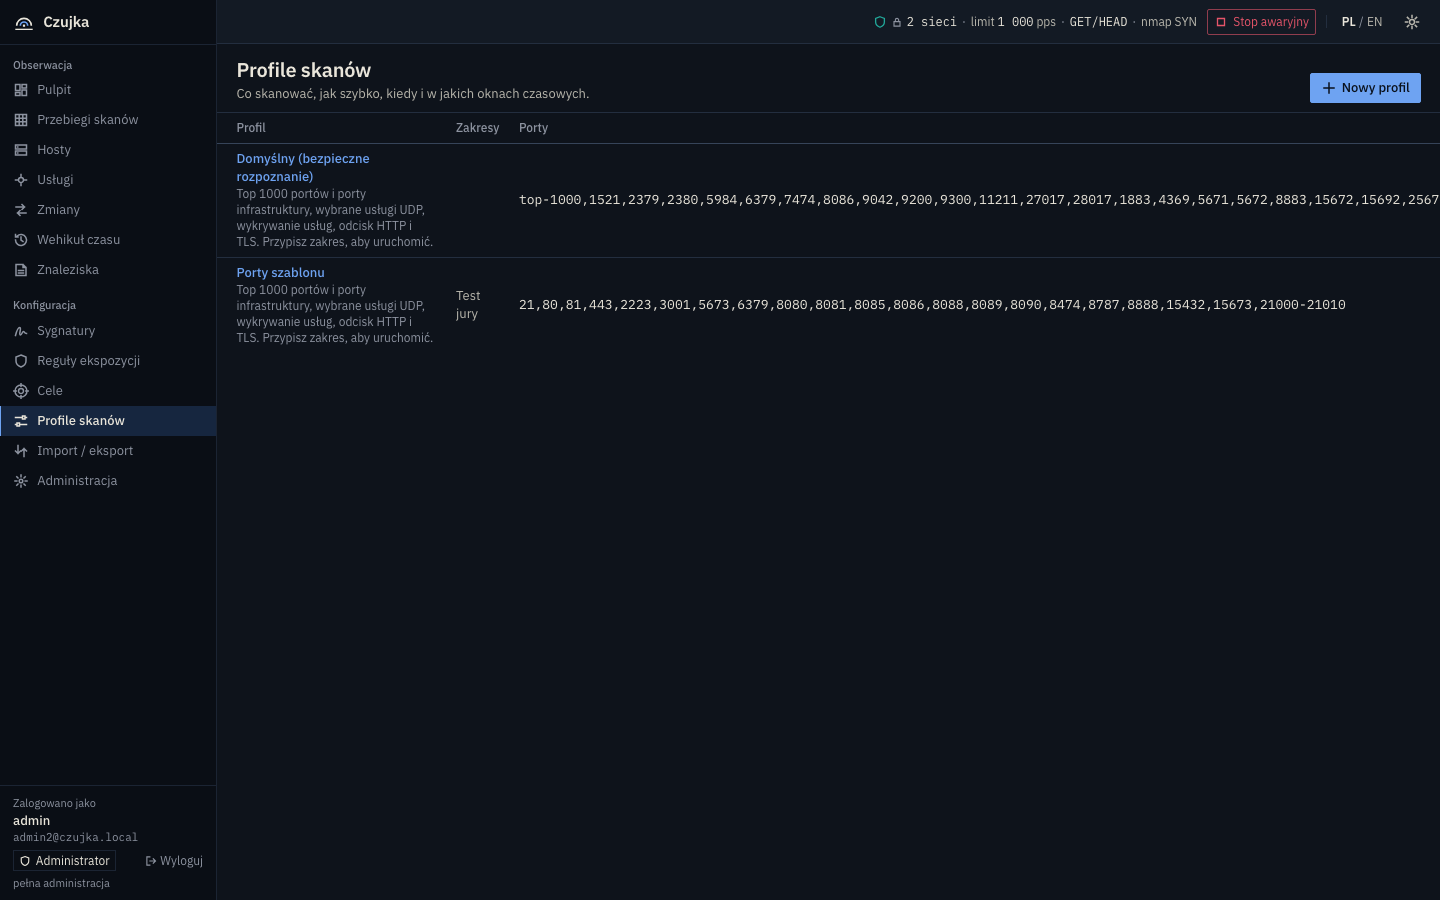 Czujka
2 sieci · limit 1 000 pps · GET/HEAD · nmap SYN
Stop awaryjny
PL / EN
Obserwacja
Pulpit
Przebiegi skanów
Hosty
Usługi
Zmiany
Wehikuł czasu
Znaleziska
Konfiguracja
Sygnatury
Reguły ekspozycji
Cele
Profile skanów
Import / eksport
Administracja
Zalogowano jako
admin
admin2@czujka.local
Administrator
Wyloguj
pełna administracja
Profile skanów
Co skanować, jak szybko, kiedy i w jakich oknach czasowych.
Nowy profil
Profil Zakresy Porty
Domyślny (bezpieczne
rozpoznanie)
Top 1000 portów i porty
infrastruktury, wybrane usługi UDP,
wykrywanie usług, odcisk HTTP i
TLS. Przypisz zakres, aby uruchomić.
top-1000,1521,2379,2380,5984,6379,7474,8086,9042,9200,9300,11211,27017,28017,1883,4369,5671,5672,8883,15672,15692,2567
Porty szablonu
Top 1000 portów i porty
infrastruktury, wybrane usługi UDP,
wykrywanie usług, odcisk HTTP i
TLS. Przypisz zakres, aby uruchomić.
Test
jury
21,80,81,443,2223,3001,5673,6379,8080,8081,8085,8086,8088,8089,8090,8474,8787,8888,15432,15673,21000-21010